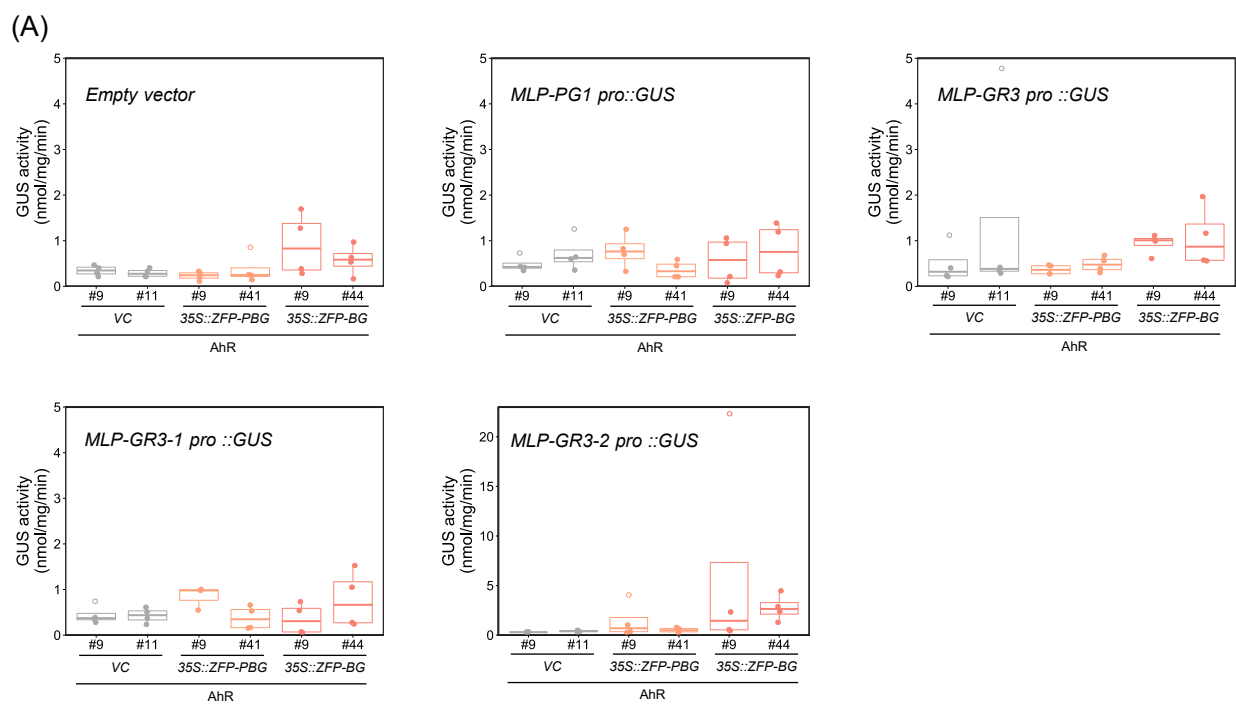 (A)
Empty vector
GUS activity
(nmol/mg/min)
5
4
3
2
1
0
#9 #11 #9 #41 #9 #44
VC 35S::ZFP-PBG 35S::ZFP-BG
AhR
MLP-PG1 pro::GUS
GUS activity
(nmol/mg/min)
5
4
3
2
1
0
#9 #11 #9 #41 #9 #44
VC 35S::ZFP-PBG 35S::ZFP-BG
AhR
MLP-GR3 pro ::GUS
GUS activity
(nmol/mg/min)
5
4
3
2
1
0
#9 #11 #9 #41 #9 #44
VC 35S::ZFP-PBG 35S::ZFP-BG
AhR
MLP-GR3-1 pro ::GUS
GUS activity
(nmol/mg/min)
5
4
3
2
1
0
#9 #11 #9 #41 #9 #44
VC 35S::ZFP-PBG 35S::ZFP-BG
AhR
MLP-GR3-2 pro ::GUS
GUS activity
(nmol/mg/min)
20
15
10
5
0
#9 #11 #9 #41 #9 #44
VC 35S::ZFP-PBG 35S::ZFP-BG
AhR